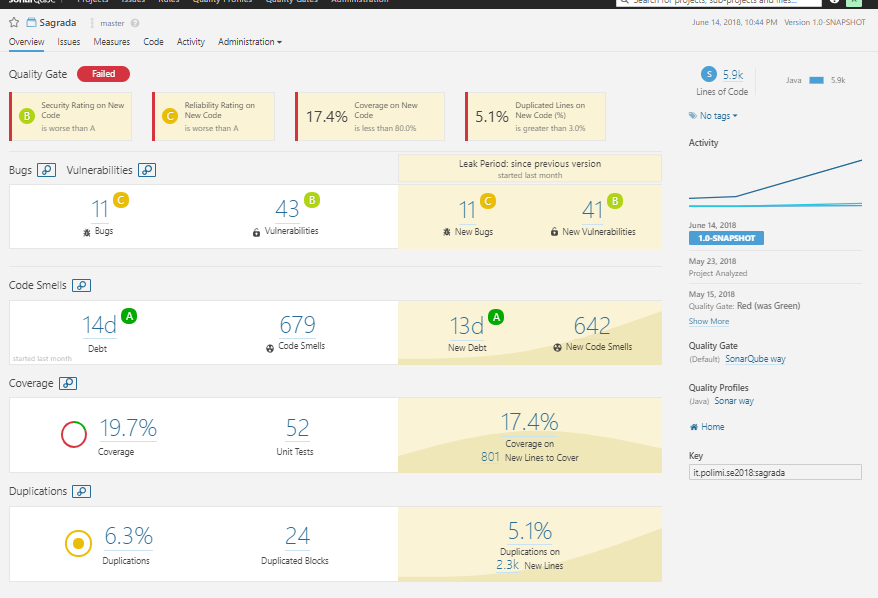 sonarqube Projects Issues Rules Quality Profiles Quality Gates Administration Search for projects, sub-projects and files...
Sagrada master
June 14, 2018, 10:44 PM Version 1.0-SNAPSHOT
Overview Issues Measures Code Activity Administration
Quality Gate Failed
B Security Rating on New
Code
is worse than A
C Reliability Rating on
New Code
is worse than A
17.4% Coverage on New
Code
is less than 80.0%
5.1% Duplicated Lines on
New Code (%)
is greater than 3.0%
Bugs Vulnerabilities
Leak Period: since previous version
started last month
11 C
Bugs
43 B
Vulnerabilities
11 C
New Bugs
41 B
New Vulnerabilities
Code Smells
14d A
Debt
started last month
679
Code Smells
13d A
New Debt
642
New Code Smells
Coverage
19.7%
Coverage
52
Unit Tests
17.4%
Coverage on
801 New Lines to Cover
Duplications
6.3%
Duplications
24
Duplicated Blocks
5.1%
Duplications on
2.3k New Lines
S 5.9k
Lines of Code
Java 5.9k
No tags
Activity
June 14, 2018
1.0-SNAPSHOT
May 23, 2018
Project Analyzed
May 15, 2018
Quality Gate: Red (was Green)
Show More
Quality Gate
(Default) SonarQube way
Quality Profiles
(Java) Sonar way
Home
Key
it.polimi.se2018:sagrada